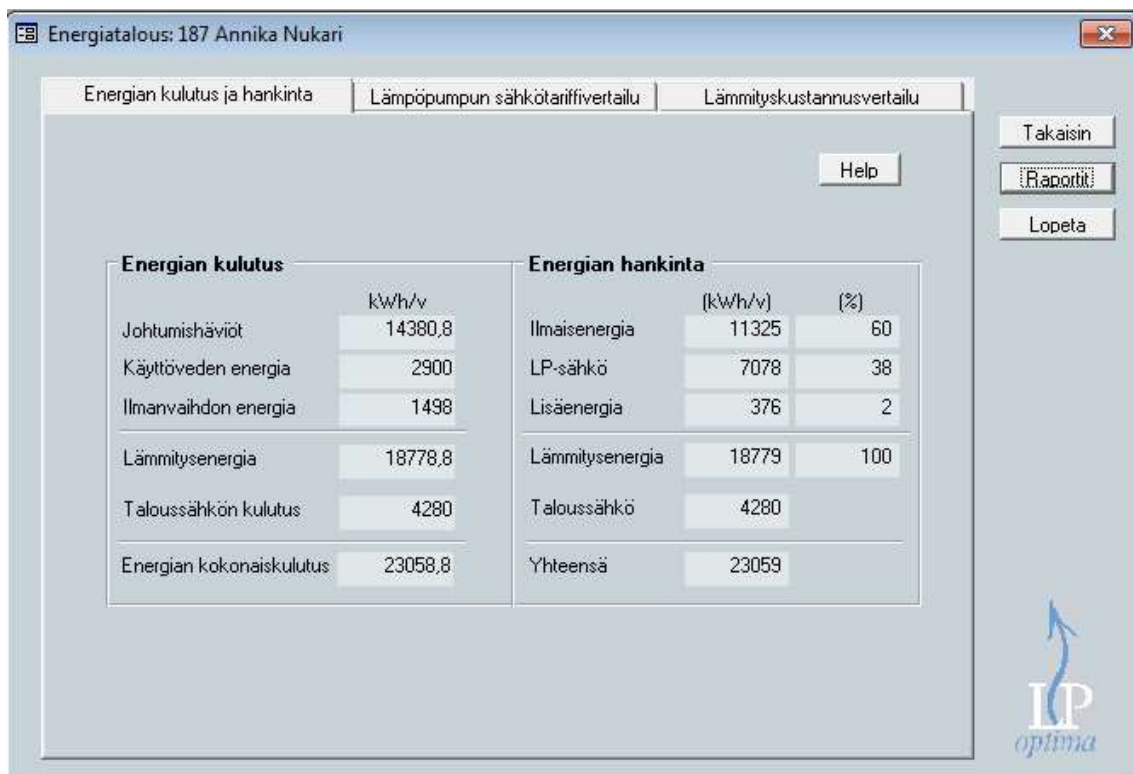 Energiatalous: 187 Annika Nukari
Energian kulutus ja hankinta
Lämpöpumpun sähkötariffivertailu
Lämmityskustannusvertailu
Takaisin
Raportit
Lopeta
Help
Energian kulutus
kWh/v
Johtumishäviöt 14380,8
Käyttöveden energia 2900
Ilmanvaihdon energia 1498
Lämmitysenergia 18778,8
Taloussähkön kulutus 4280
Energian kokonaiskulutus 23058,8
Energian hankinta
(kWh/v) (%)
Ilmaisenergia 11325 60
LP-sähkö 7078 38
Lisäenergia 376 2
Lämmitysenergia 18779 100
Taloussähkö 4280
Yhteensä 23059
LP
optima